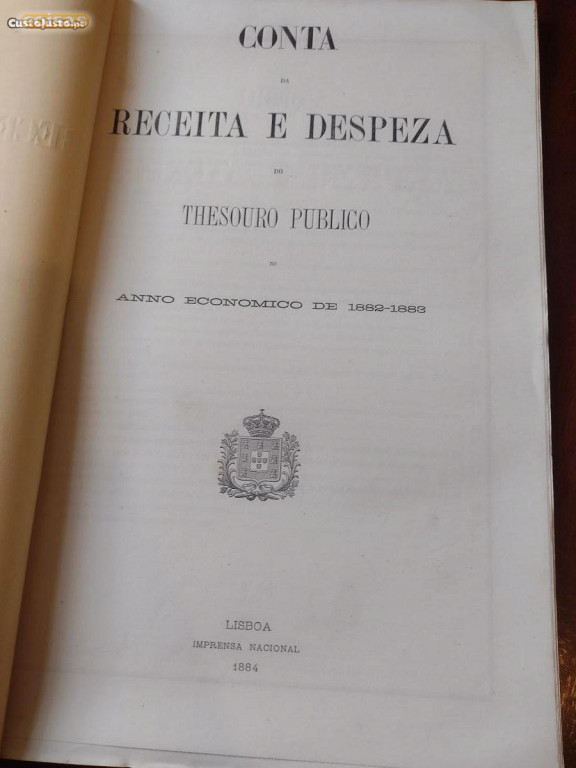 CustoJusto.pt
CONTA
DA
RECEITA E DESPEZA
DO
THESOURO PUBLICO
NO
ANNO ECONOMICO DE 1882-1883
LISBOA
IMPRENSA NACIONAL
1884